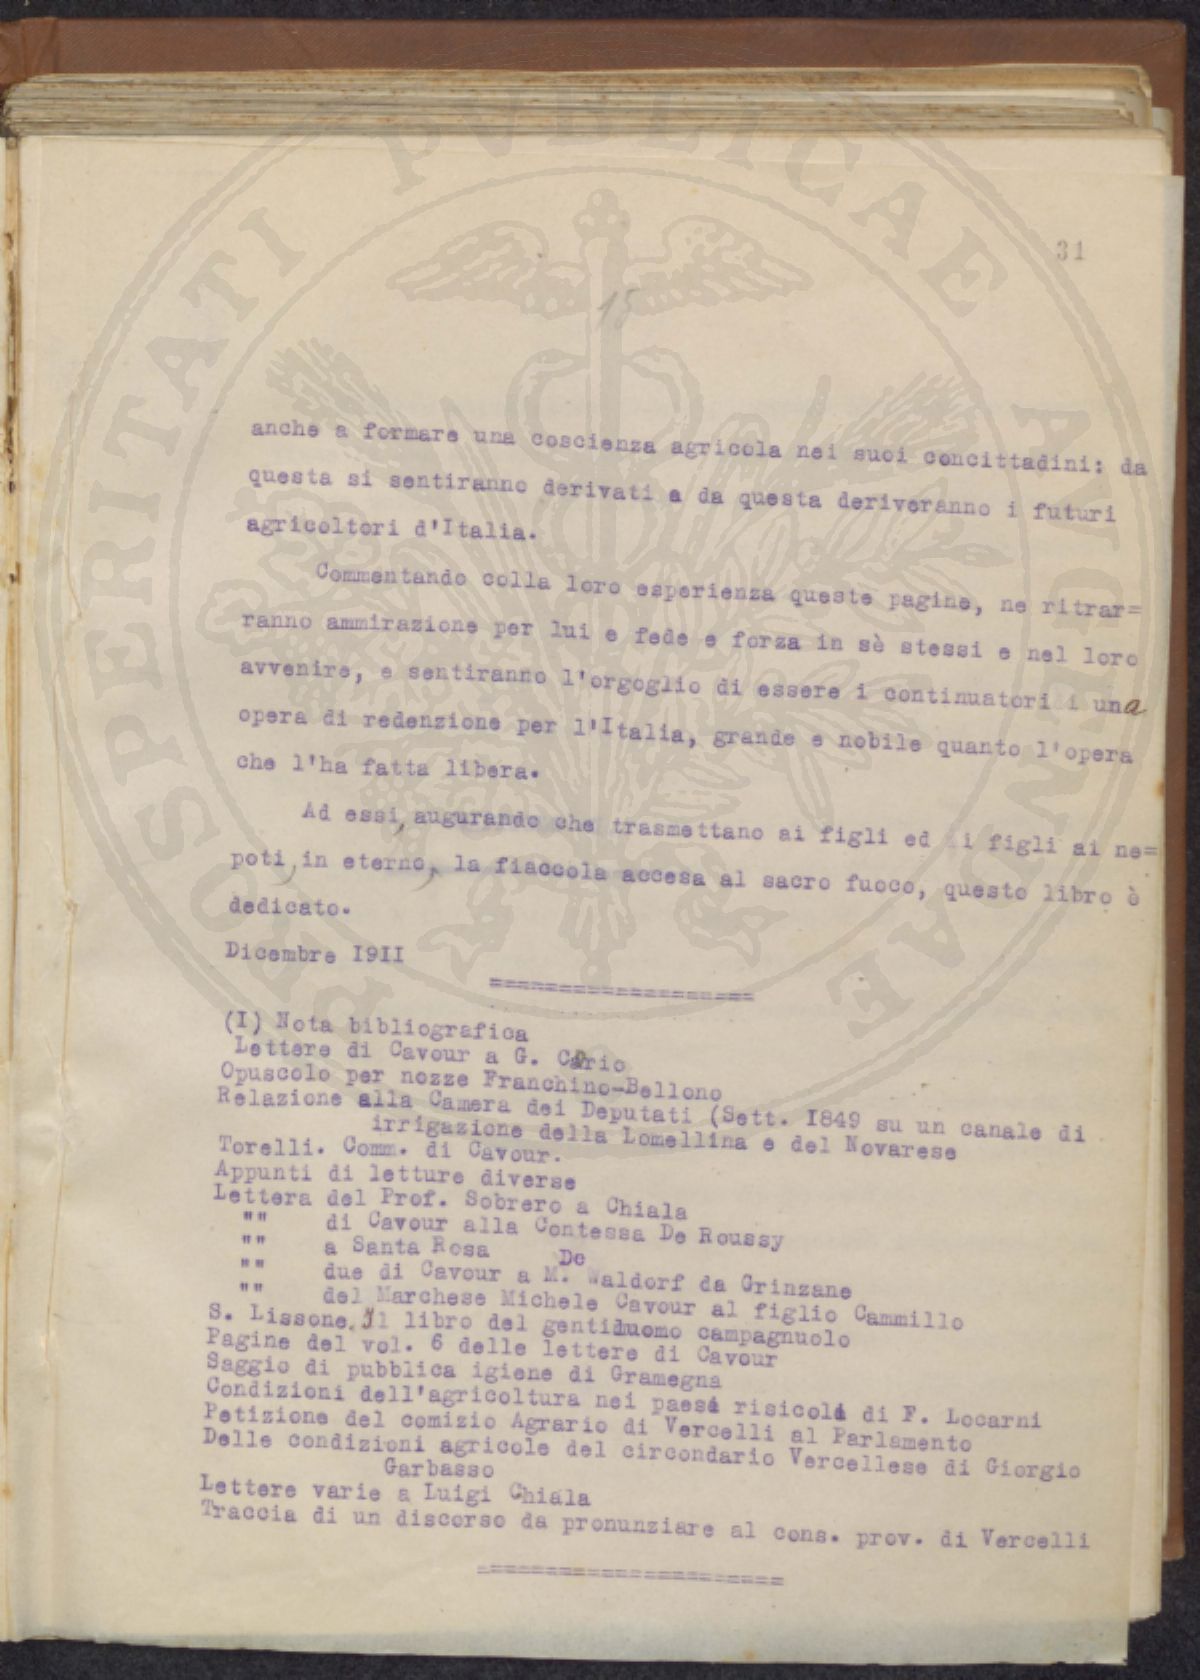 PROSPERITATI PVBLICAE AVGENDAE
31
15
anche a formare una coscienza agricola nei suoi concittadini: da
questa si sentiranno derivati e da questa deriveranno i futuri
agricoltori d'Italia.
Commentando colla loro esperienza queste pagine, ne ritrar=
ranno ammirazione per lui e fede e forza in sè stessi e nel loro
avvenire, e sentiranno l'orgoglio di essere i continuatori i una
opera di redenzione per l'Italia, grande e nobile quanto l'opera
che l'ha fatta libera.
Ad essi, augurando che trasmettano ai figli ed i figli ai ne=
poti, in eterno, la fiaccola accesa al sacro fuoco, questo libro è
dedicato.
Dicembre I9II
====================
(I) Nota bibliografica
Lettere di Cavour a G. Corio
Opuscolo per nozze Franchino-Bellono
Relazione alla Camera dei Deputati (Sett. I849 su un canale di
irrigazione della Lomellina e del Novarese
Torelli. Comm. di Cavour.
Appunti di letture diverse
Lettera del Prof. Sobrero a Chiala
"" di Cavour alla Contessa De Roussy
"" a Santa Rosa
De
"" due di Cavour a M. Waldorf da Grinzane
"" del Marchese Michele Cavour al figlio Cammillo
S. Lissone. Il libro del gentiluomo campagnuolo
Pagine del vol. 6 delle lettere di Cavour
Saggio di pubblica igiene di Gramegna
Condizioni dell'agricoltura nei paesi risicoli di F. Locarni
Petizione del comizio Agrario di Vercelli al Parlamento
Delle condizioni agricole del circondario Vercellese di Giorgio
Garbasso
Lettere varie a Luigi Chiala
Traccia di un discorso da pronunziare al cons. prov. di Vercelli
=======================